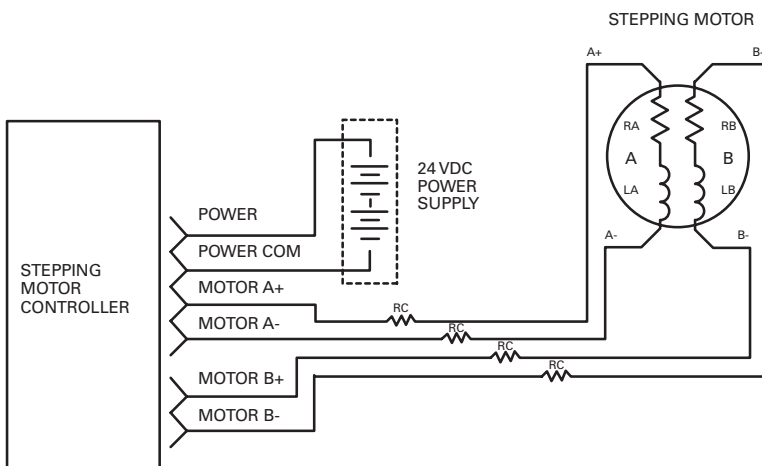 STEPPING MOTOR
A+
B-
RA
RB
A
B
LA
LB
A-
B-
24 VDC
POWER
SUPPLY
POWER
POWER COM
STEPPING
MOTOR
CONTROLLER
MOTOR A+
MOTOR A-
RC
RC
RC
RC
MOTOR B+
MOTOR B-